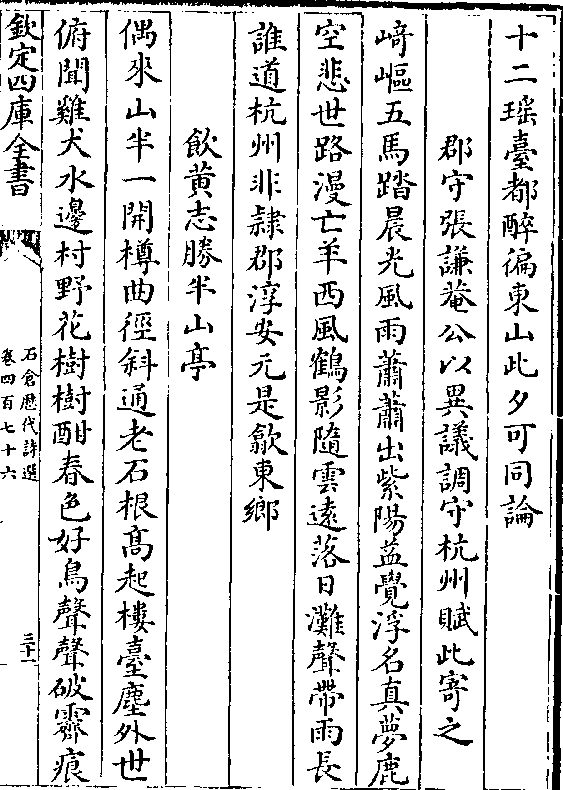 十二瑶臺都醉徧東山此夕可同論
郡守張謙菴公以異議調守杭州賦此寄之
﨑嶇五馬踏晨光風雨蕭蕭出紫陽益覺浮名真夢鹿
空悲世路漫亡羊西風鶴影隨雲逺落日灘聲帶雨長
誰道杭州非隷郡淳安元是歙東鄉
飲黄志勝半山亭
偶來山半一開樽曲徑斜通老石根髙起樓臺塵外世
俯聞雞犬水邊村野花樹樹酣春色好鳥聲聲破霽痕
欽定四庫全書
石倉歴代詩選
卷四百七十六
三十一